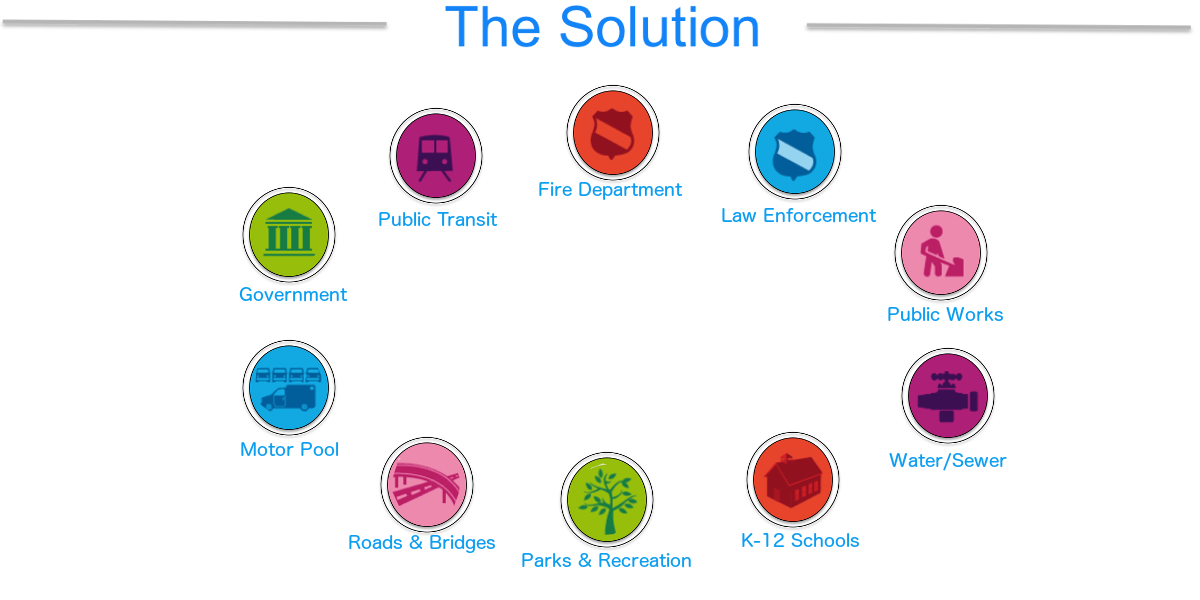 The Solution
Fire Department
Public Transit
Law Enforcement
Government
Public Works
Motor Pool
Water/Sewer
Roads & Bridges
K-12 Schools
Parks & Recreation